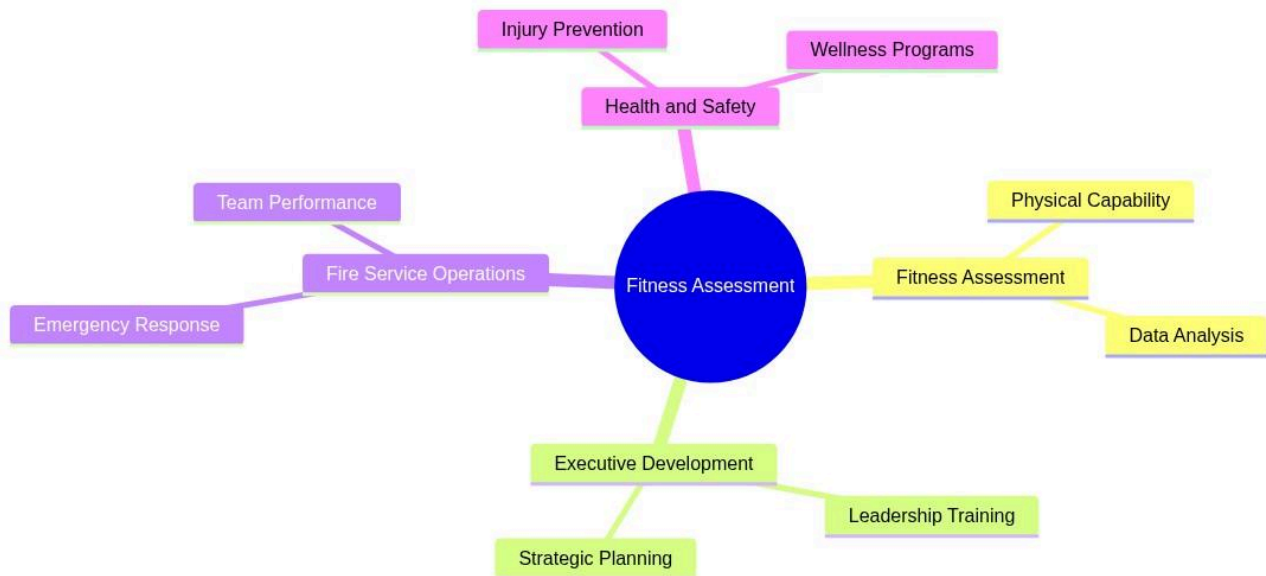 Injury Prevention
Wellness Programs
Health and Safety
Team Performance
Physical Capability
Fire Service Operations
Fitness Assessment
Fitness Assessment
Emergency Response
Data Analysis
Executive Development
Leadership Training
Strategic Planning